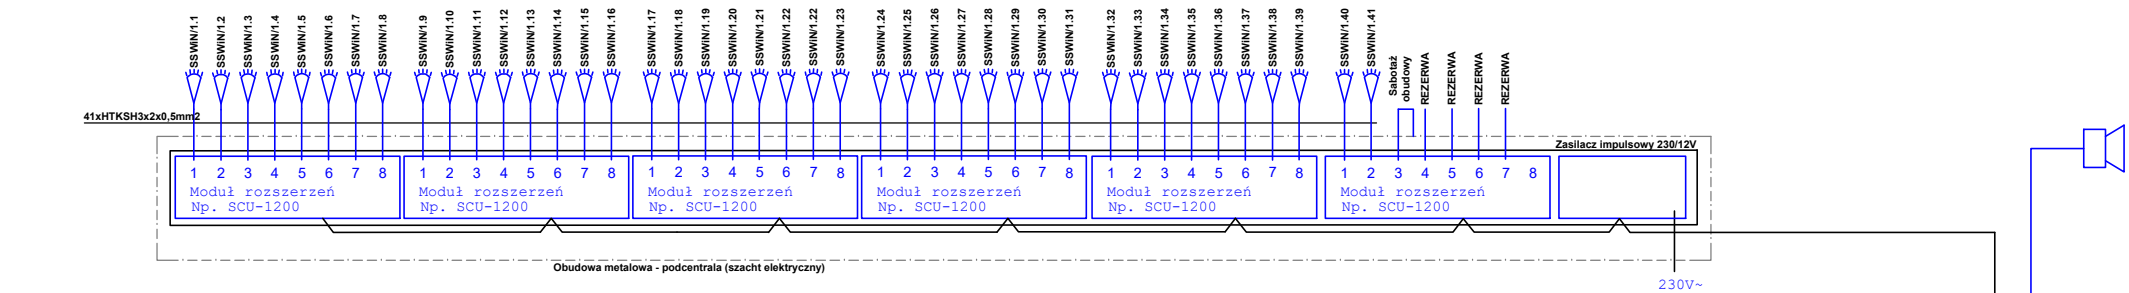 SSWiN/1.1
SSWiN/1.2
SSWiN/1.3
SSWiN/1.4
SSWiN/1.5
SSWiN/1.6
SSWiN/1.7
SSWiN/1.8
SSWiN/1.9
SSWiN/1.10
SSWiN/1.11
SSWiN/1.12
SSWiN/1.13
SSWiN/1.14
SSWiN/1.15
SSWiN/1.16
SSWiN/1.17
SSWiN/1.18
SSWiN/1.19
SSWiN/1.20
SSWiN/1.21
SSWiN/1.22
SSWiN/1.22
SSWiN/1.23
SSWiN/1.24
SSWiN/1.25
SSWiN/1.26
SSWiN/1.27
SSWiN/1.28
SSWiN/1.29
SSWiN/1.30
SSWiN/1.31
SSWiN/1.32
SSWiN/1.33
SSWiN/1.34
SSWiN/1.35
SSWiN/1.36
SSWiN/1.37
SSWiN/1.38
SSWiN/1.39
SSWiN/1.40
SSWiN/1.41
Sabotaż
obudowy
REZERWA
REZERWA
REZERWA
REZERWA
41xHTKSH3x2x0,5mm2
Zasilacz impulsowy 230/12V
1 2 3 4 5 6 7 8
Moduł rozszerzeń
Np. SCU-1200
1 2 3 4 5 6 7 8
Moduł rozszerzeń
Np. SCU-1200
1 2 3 4 5 6 7 8
Moduł rozszerzeń
Np. SCU-1200
1 2 3 4 5 6 7 8
Moduł rozszerzeń
Np. SCU-1200
1 2 3 4 5 6 7 8
Moduł rozszerzeń
Np. SCU-1200
1 2 3 4 5 6 7 8
Moduł rozszerzeń
Np. SCU-1200
Obudowa metalowa - podcentrala (szacht elektryczny)
230V~